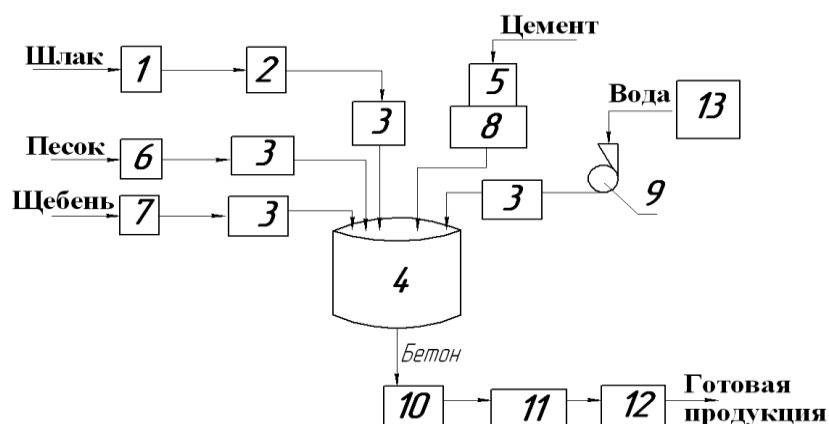 Цемент
Шлак
1
2
5
3
8
Вода
13
Песок
6
3
Щебень
7
3
3
9
4
Бетон
10
11
12
Готовая
продукция